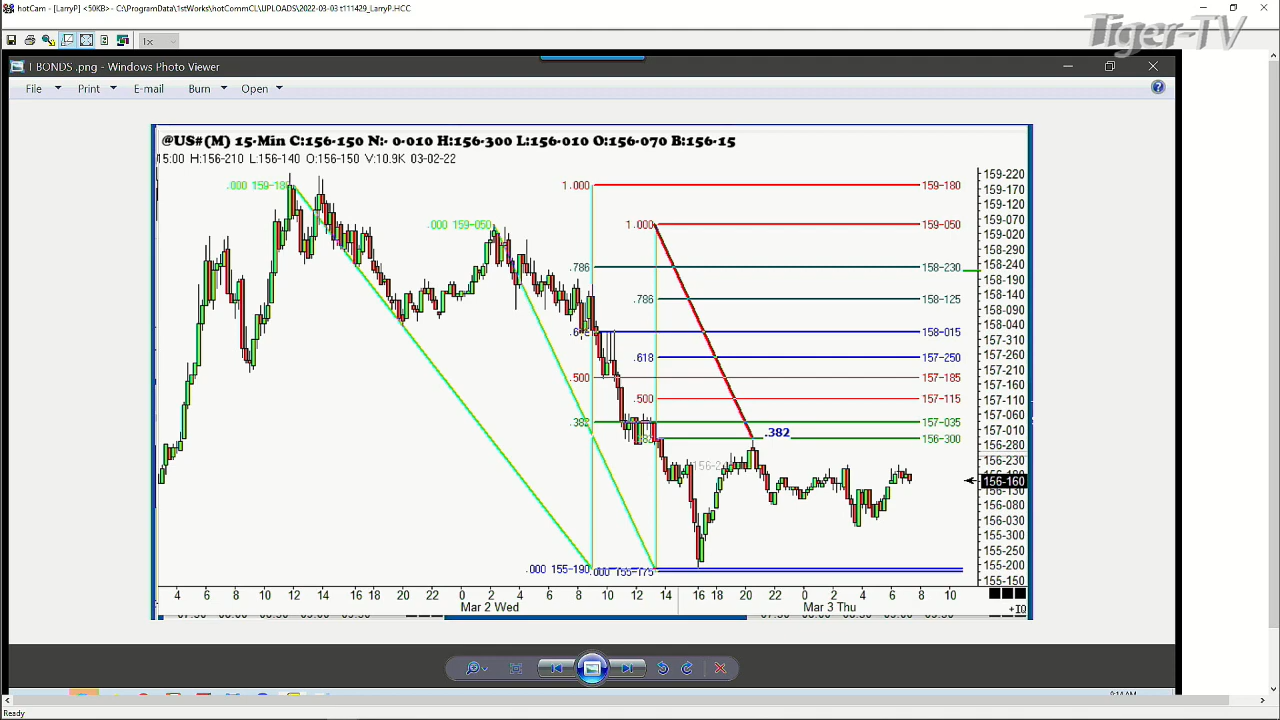 hotCam - [LarryP] <50KB> - C:\ProgramData\1stWorks\hotCommCL\UPLOADS\2022-03-03 t111429_LarryP.HCC
Tiger-TV
1x
I BONDS .png - Windows Photo Viewer
File Print E-mail Burn Open
@US#(M) 15-Min C:156-150 N:- 0-010 H:156-300 L:156-010 O:156-070 B:156-15
15:00 H:156-210 L:156-140 O:156-150 V:10.9K 03-02-22
159-220
.000 159-180 1.000 159-180
159-170
159-120
.000 159-050 1.000 159-050
159-070
159-020
158-290
.786 158-230
158-240
158-190
.786 158-125
158-140
158-090
158-040
158-015
157-310
.618 157-250
157-260
157-210
.500 157-185
157-160
.500 157-115
157-110
157-060
.382 157-035
157-010
.382
156-300
156-280
156-230
156-160
156-130
156-080
156-030
155-300
155-250
.000 155-190 .000 155-175
155-200
155-150
4 6 8 10 12 14 16 18 20 22 0 2 4 6 8 10 12 14 16 18 20 22 0 2 4 6 8 10
Mar 2 Wed Mar 3 Thu
+IQ
Ready